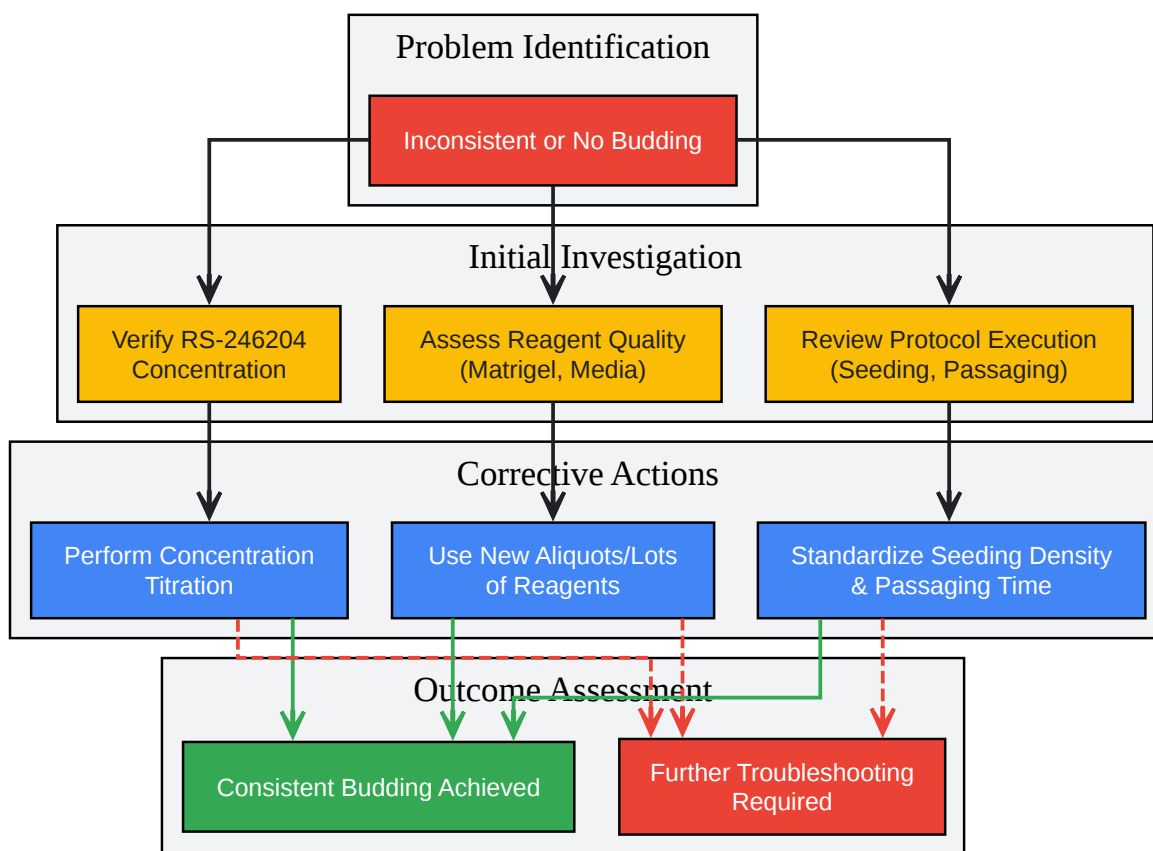 Problem Identification
Inconsistent or No Budding
Initial Investigation
Verify RS-246204
Concentration
Assess Reagent Quality
(Matrigel, Media)
Review Protocol Execution
(Seeding, Passaging)
Corrective Actions
Perform Concentration
Titration
Use New Aliquots/Lots
of Reagents
Standardize Seeding Density
& Passaging Time
Outcome Assessment
Consistent Budding Achieved
Further Troubleshooting
Required